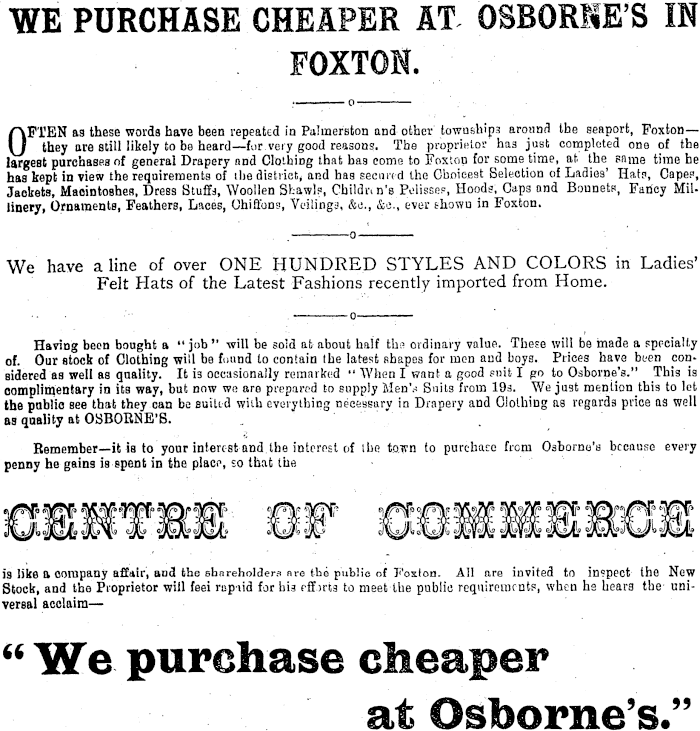 WE PURCHASE CHEAPER AT OSBORNE'S IN
FOXTON.
OFTEN as these words have been repeated in Palmerston and other townships around the seaport, Foxton—
they are still likely to be heard—for very good reasons. The proprietor has just completed one of the
largest purchases of general Drapery and Clothing that has come to Foxton for some time, at the same time he
has kept in view the requirements of the district, and has secured the Choicest Selection of Ladies' Hats, Capes,
Jackets, Macintoshes, Dress Stuffs, Woollen Shawls, Children's Pelisses, Hoods, Caps and Bonnets, Fancy Mil-
linery, Ornaments, Feathers, Laces, Chiffons, Veilings, &c., &c., ever shown in Foxton.
We have a line of over ONE HUNDRED STYLES AND COLORS in Ladies'
Felt Hats of the Latest Fashions recently imported from Home.
Having been bought a "job" will be sold at about half the ordinary value. These will be made a specialty
of. Our stock of Clothing will be found to contain the latest shapes for men and boys. Prices have been con-
sidered as well as quality. It is occasionally remarked "When I want a good suit I go to Osborne's." This is
complimentary in its way, but now we are prepared to supply Men's Suits from 19s. We just mention this to let
the public see that they can be suited with everything necessary in Drapery and Clothing as regards price as well
as quality at OSBORNE'S.
Remember—it is to your interest and the interest of the town to purchase from Osborne's because every
penny he gains is spent in the place, so that the
CENTRE OF COMMERCE
is like a company affair, and the shareholders are the public of Foxton. All are invited to inspect the New
Stock, and the Proprietor will feel repaid for his efforts to meet the public requirements, when he hears the uni-
versal acclaim—
"We purchase cheaper
at Osborne's."